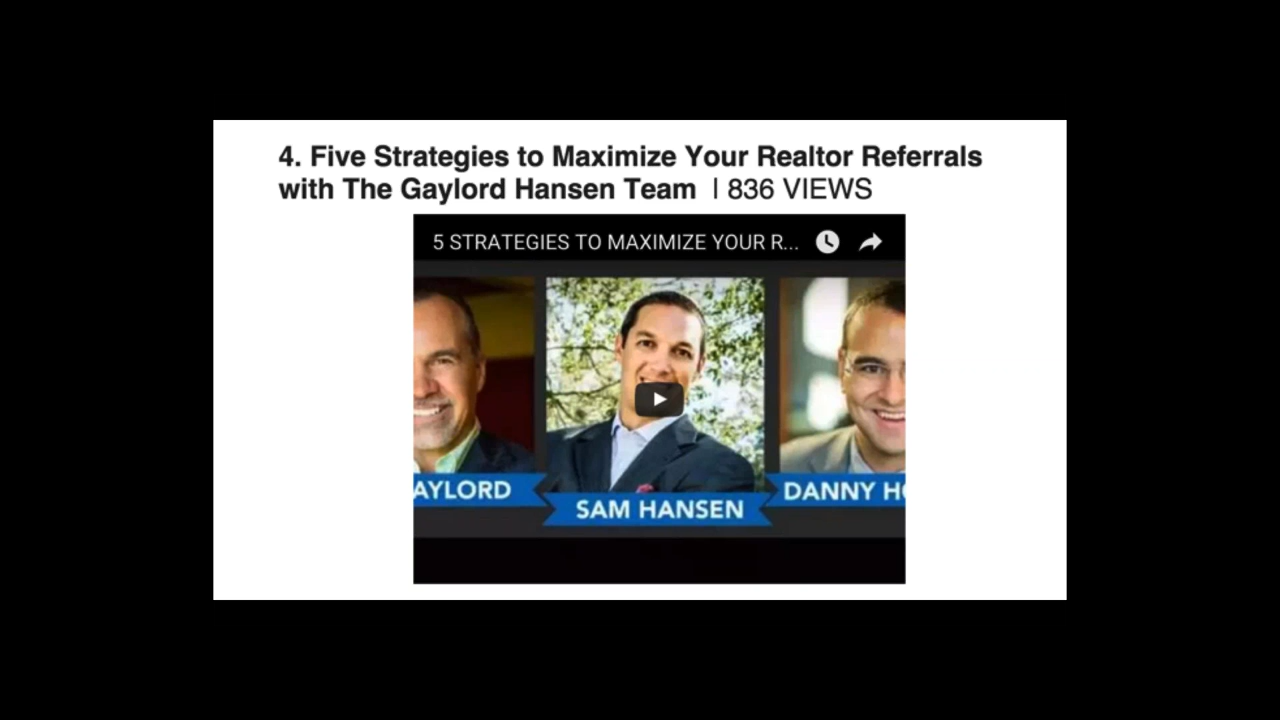 4. Five Strategies to Maximize Your Realtor Referrals
with The Gaylord Hansen Team | 836 VIEWS
5 STRATEGIES TO MAXIMIZE YOUR R...
AYLORD
SAM HANSEN
DANNY H